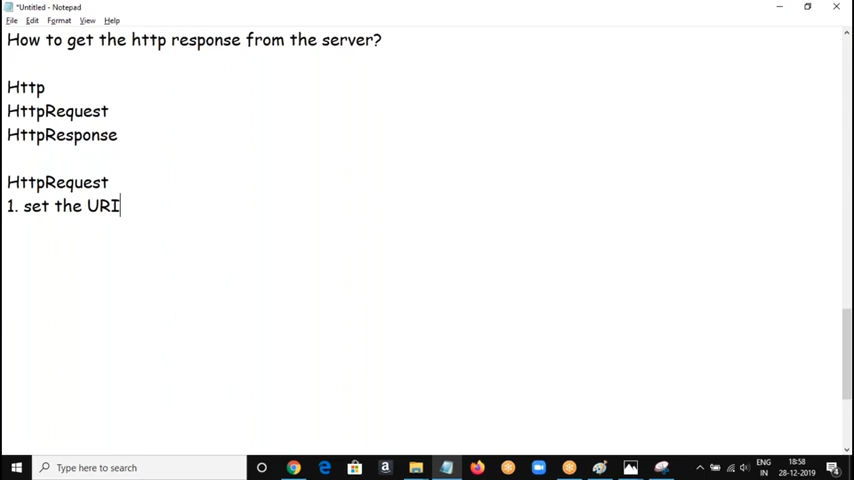 *Untitled - Notepad
File Edit Format View Help
How to get the http response from the server?
Http
HttpRequest
HttpResponse
HttpRequest
1. set the URI
Type here to search
ENG
IN
18:58
28-12-2019
4